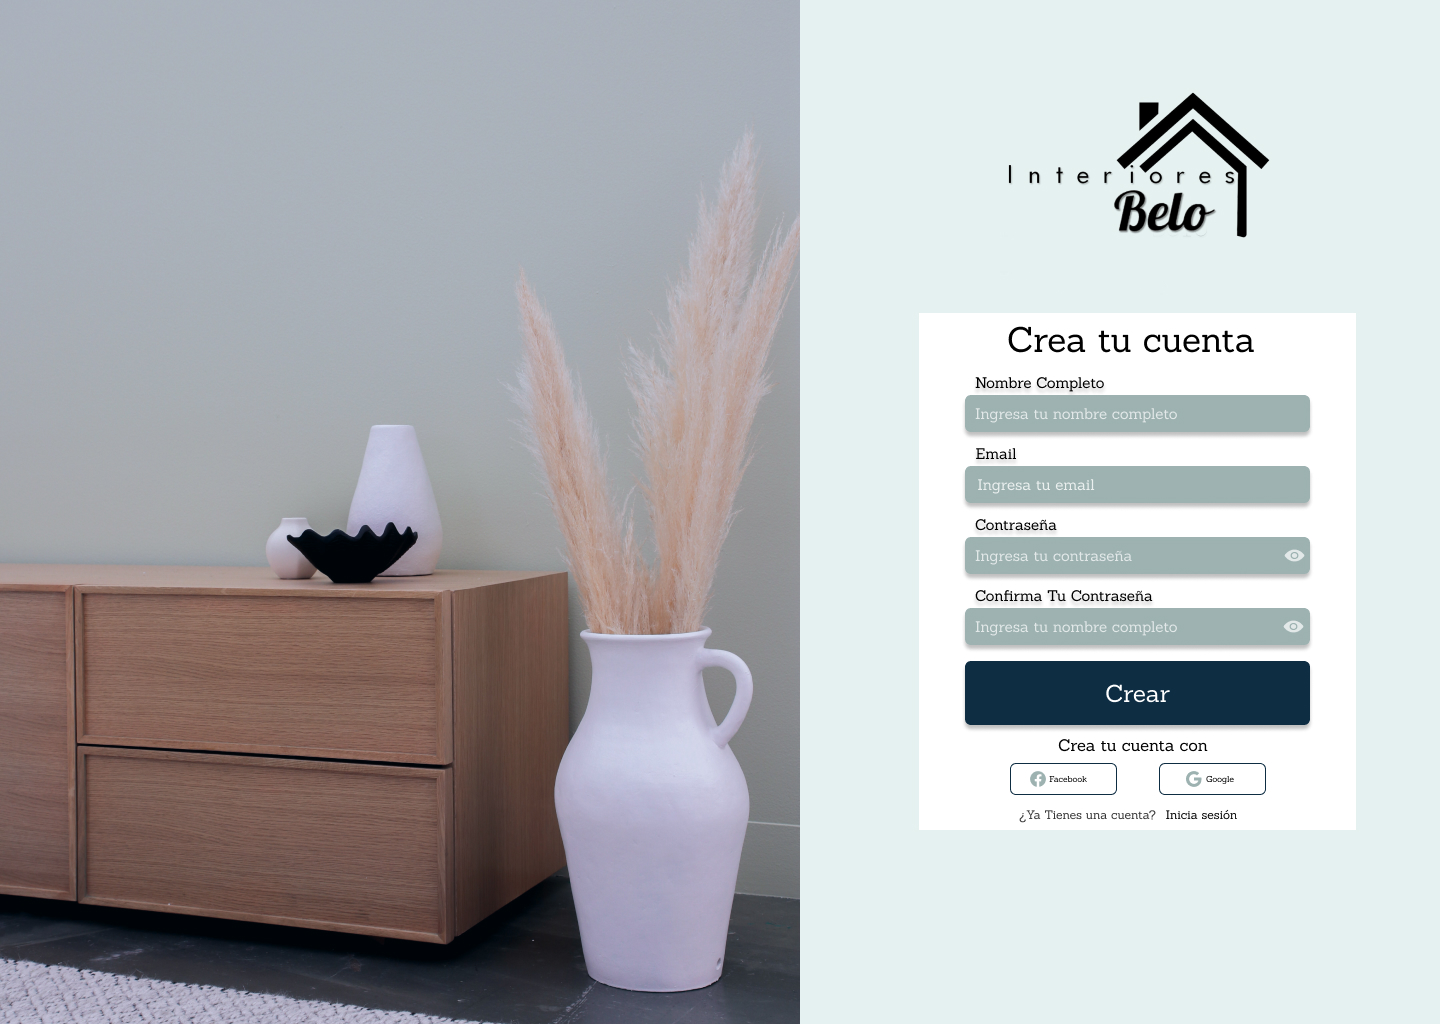 Interiores
Belo
Crea tu cuenta
Nombre Completo
Ingresa tu nombre completo
Email
Ingresa tu email
Contraseña
Ingresa tu contraseña
Confirma Tu Contraseña
Ingresa tu nombre completo
Crear
Crea tu cuenta con
Facebook Google
¿Ya Tienes una cuenta? Inicia sesión